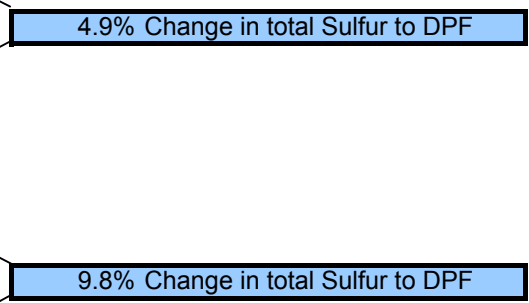 4.9% Change in total Sulfur to DPF
9.8% Change in total Sulfur to DPF